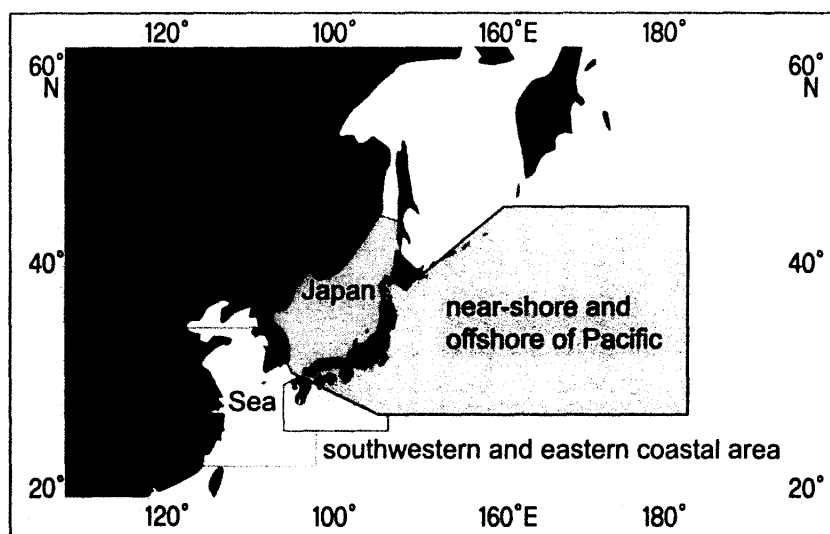 120° 100° 160°E 180°
60° 60°
N N
40° 40°
Japan
near-shore and
offshore of Pacific
Sea
southwestern and eastern coastal area
20° 20°
120° 100° 160° 180°